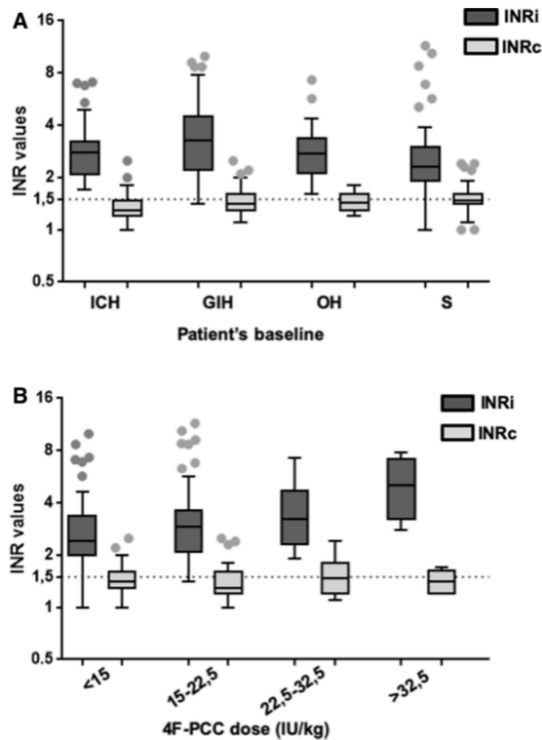 A
INRi
INRc
INR values
16
8
4
2
1.5
1
0.5
ICH GIH OH S
Patient's baseline
B
INRi
INRc
INR values
16
8
4
2
1,5
1
0.5
<15 15-22,5 22,5-32,5 >32,5
4F-PCC dose (IU/kg)